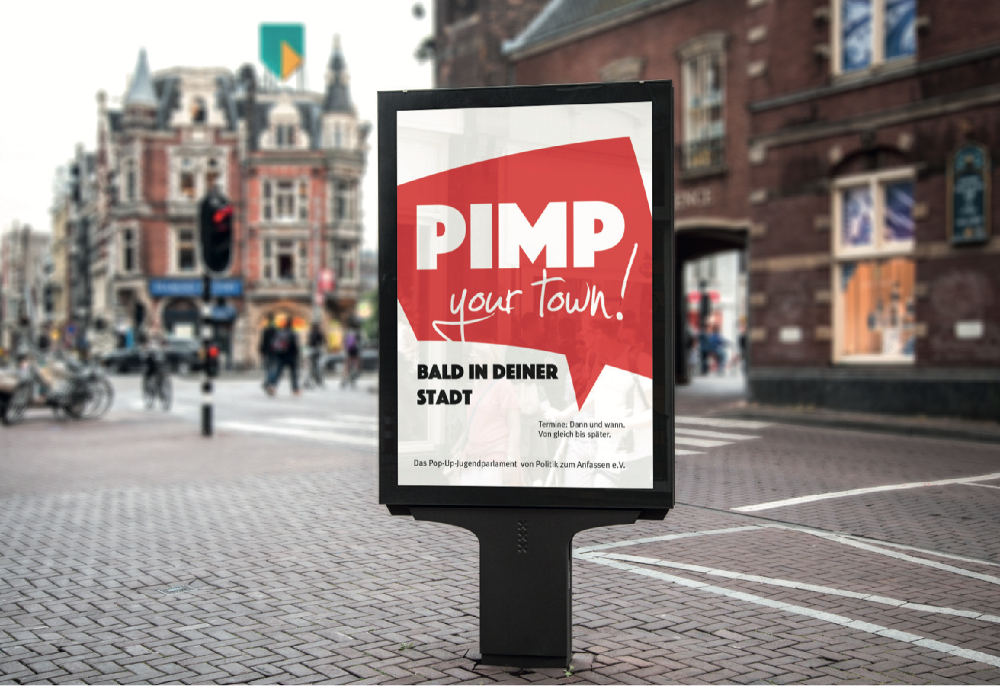 PIMP
your town!
BALD IN DEINER
STADT
Termine: Dann und wann.
Von gleich bis später.
Das Pop-Up-Jugendparlament von Politik zum Anfassen e.V.